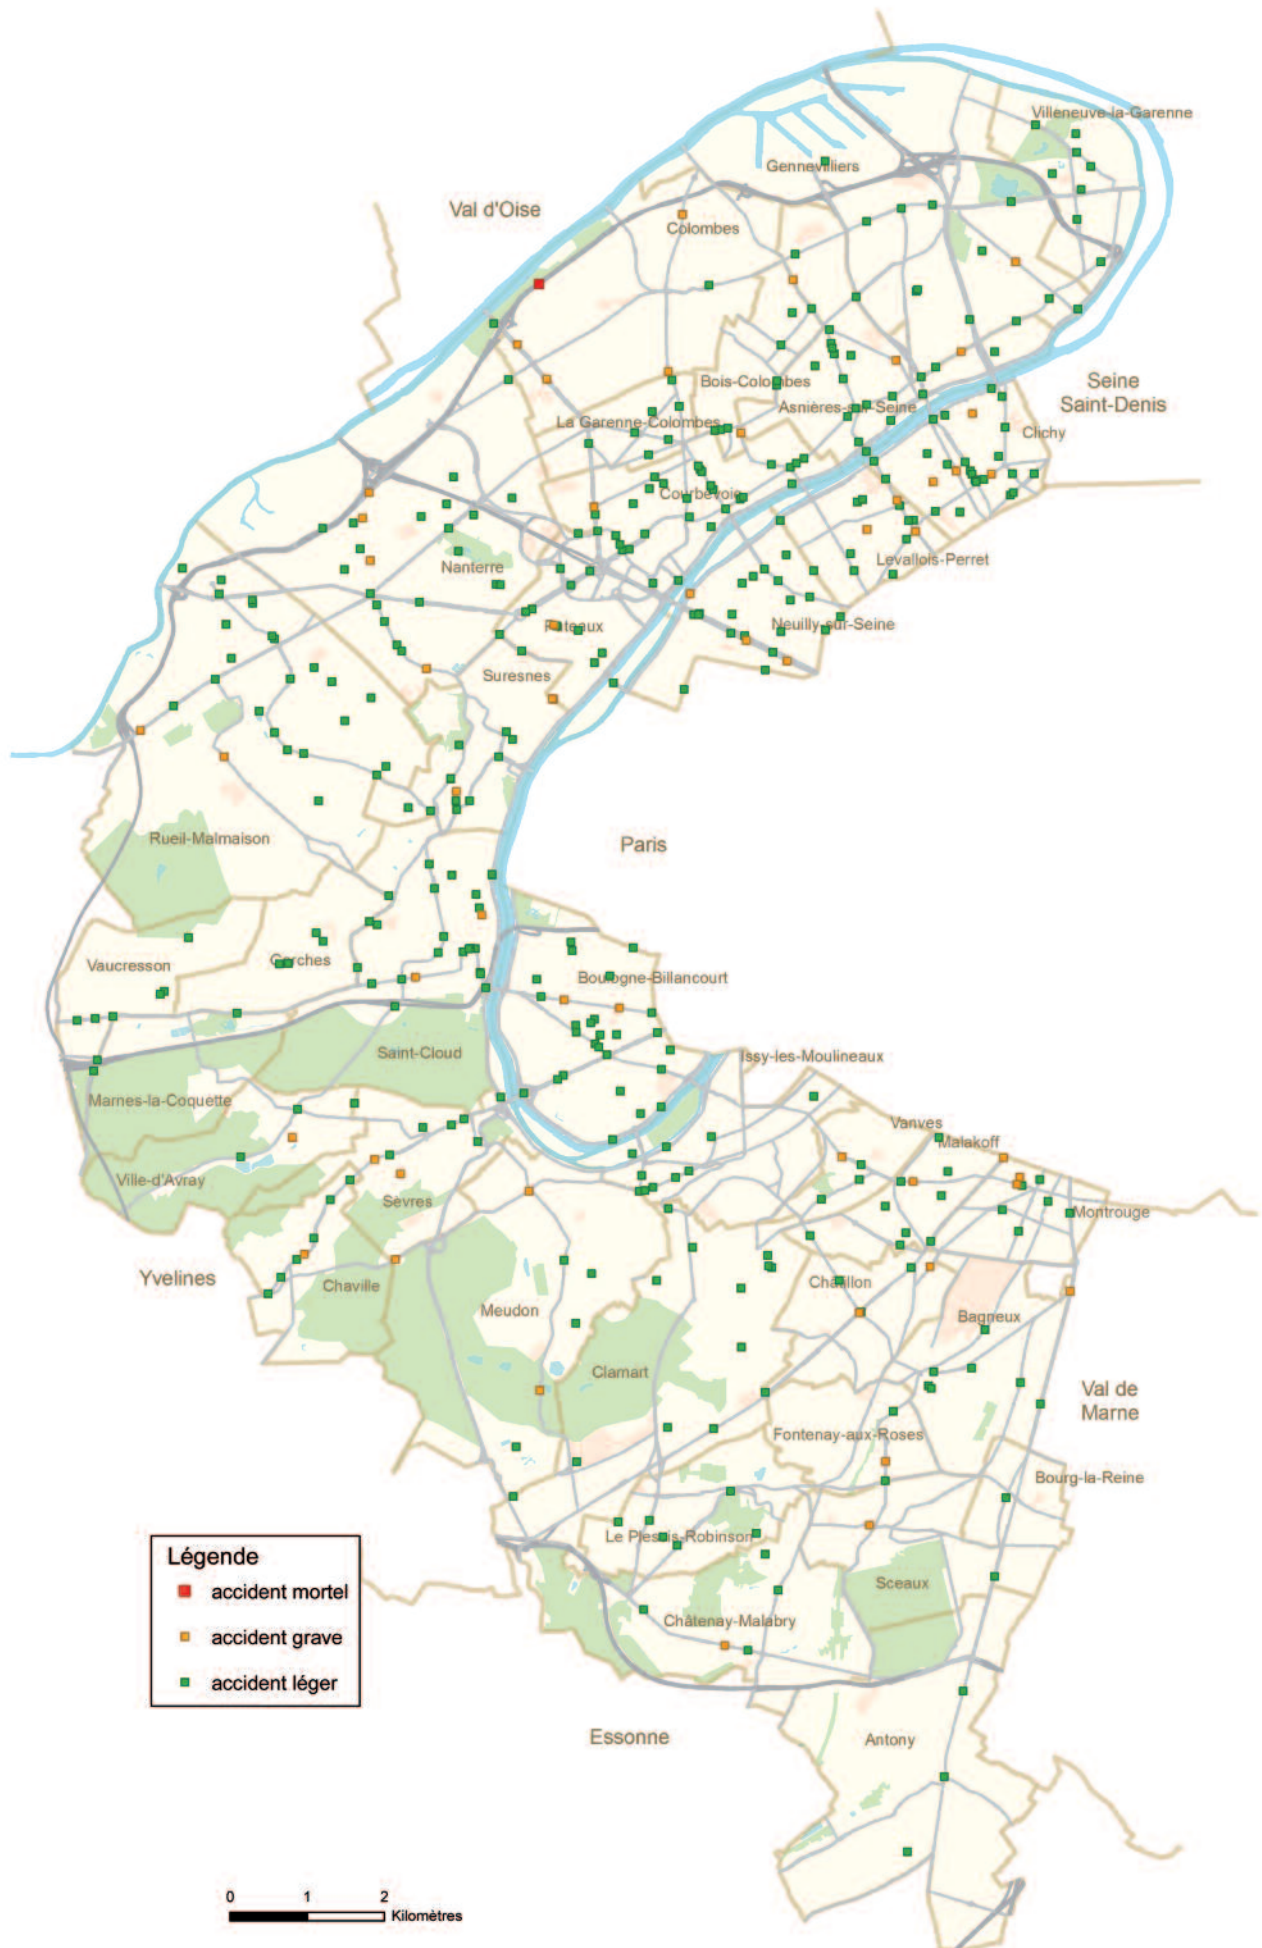 Villeneuve-la-Garenne
Gennevilliers
Val d'Oise
Colombes
Bois-Colombes
Seine
Saint-Denis
Asnières-sur-Seine
La Garenne-Colombes
Clichy
Courbevoie
Levallois-Perret
Nanterre
Puteaux
Neuilly-sur-Seine
Suresnes
Rueil-Malmaison
Paris
Vaucresson
Garches
Boulogne-Billancourt
Saint-Cloud
Issy-les-Moulineaux
Marnes-la-Coquette
Vanves
Malakoff
Ville-d'Avray
Sèvres
Montrouge
Yvelines
Chaville
Châtillon
Meudon
Bagneux
Clamart
Val de
Marne
Fontenay-aux-Roses
Bourg-la-Reine
Le Plessis-Robinson
Légende
accident mortel
accident grave
accident léger
Sceaux
Châtenay-Malabry
Essonne
Antony
0 1 2
Kilomètres